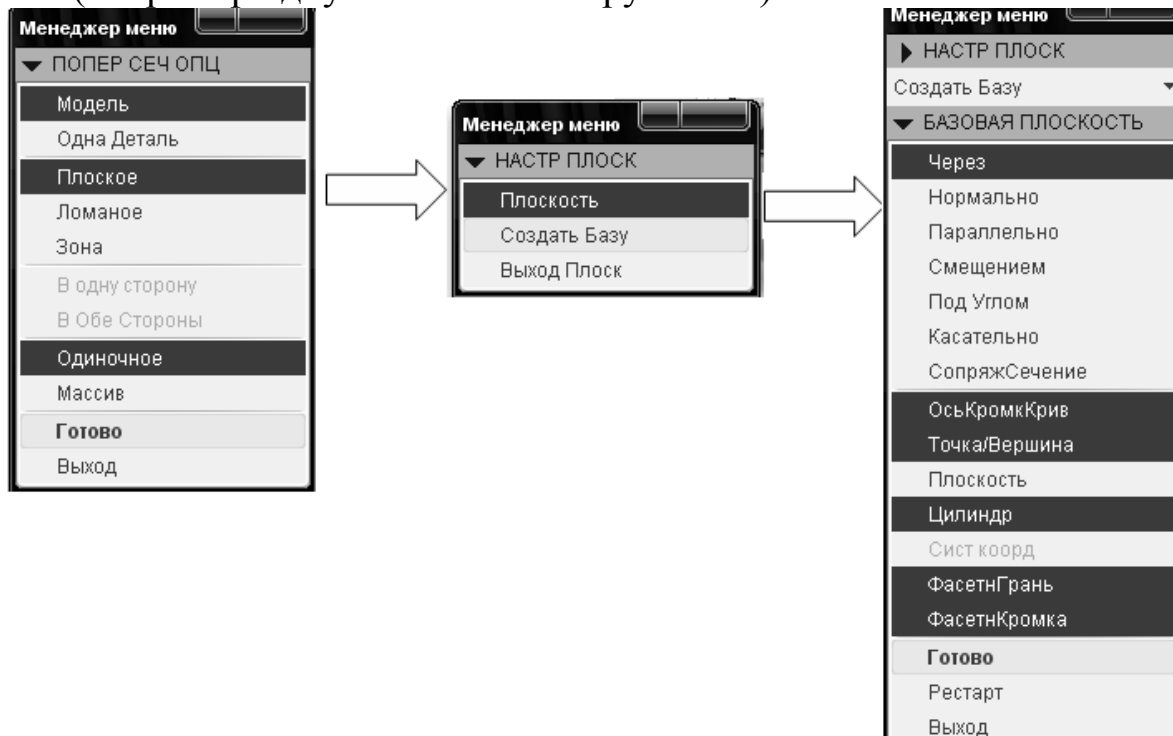 Менеджер меню
ПОПЕР СЕЧ ОПЦ
Модель
Одна Деталь
Плоское
Ломаное
Зона
В одну сторону
В Обе Стороны
Одиночное
Массив
Готово
Выход
Менеджер меню
НАСТР ПЛОСК
Плоскость
Создать Базу
Выход Плоск
Менеджер меню
НАСТР ПЛОСК
Создать Базу
БАЗОВАЯ ПЛОСКОСТЬ
Через
Нормально
Параллельно
Смещением
Под Углом
Касательно
СопряжСечение
ОсьКромкКрив
Точка/Вершина
Плоскость
Цилиндр
Сист коорд
ФасетнГрань
ФасетнКромка
Готово
Рестарт
Выход